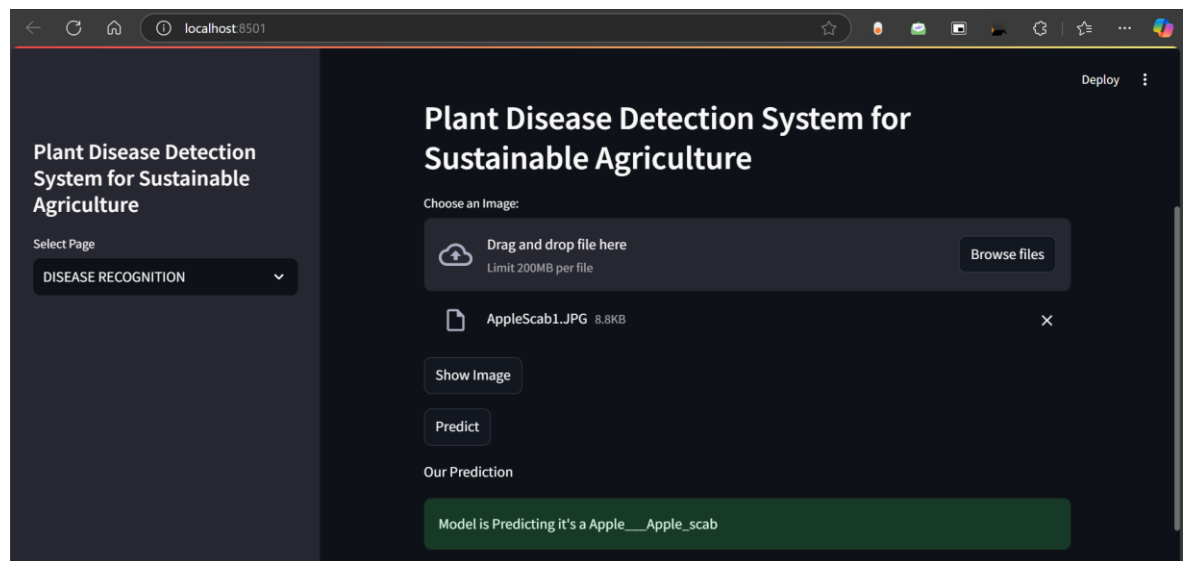 localhost:8501
Deploy
Plant Disease Detection
System for Sustainable
Agriculture
Select Page
DISEASE RECOGNITION
Plant Disease Detection System for
Sustainable Agriculture
Choose an Image:
Drag and drop file here
Limit 200MB per file
Browse files
AppleScab1.JPG 8.8KB
Show Image
Predict
Our Prediction
Model is Predicting it's a Apple___Apple_scab